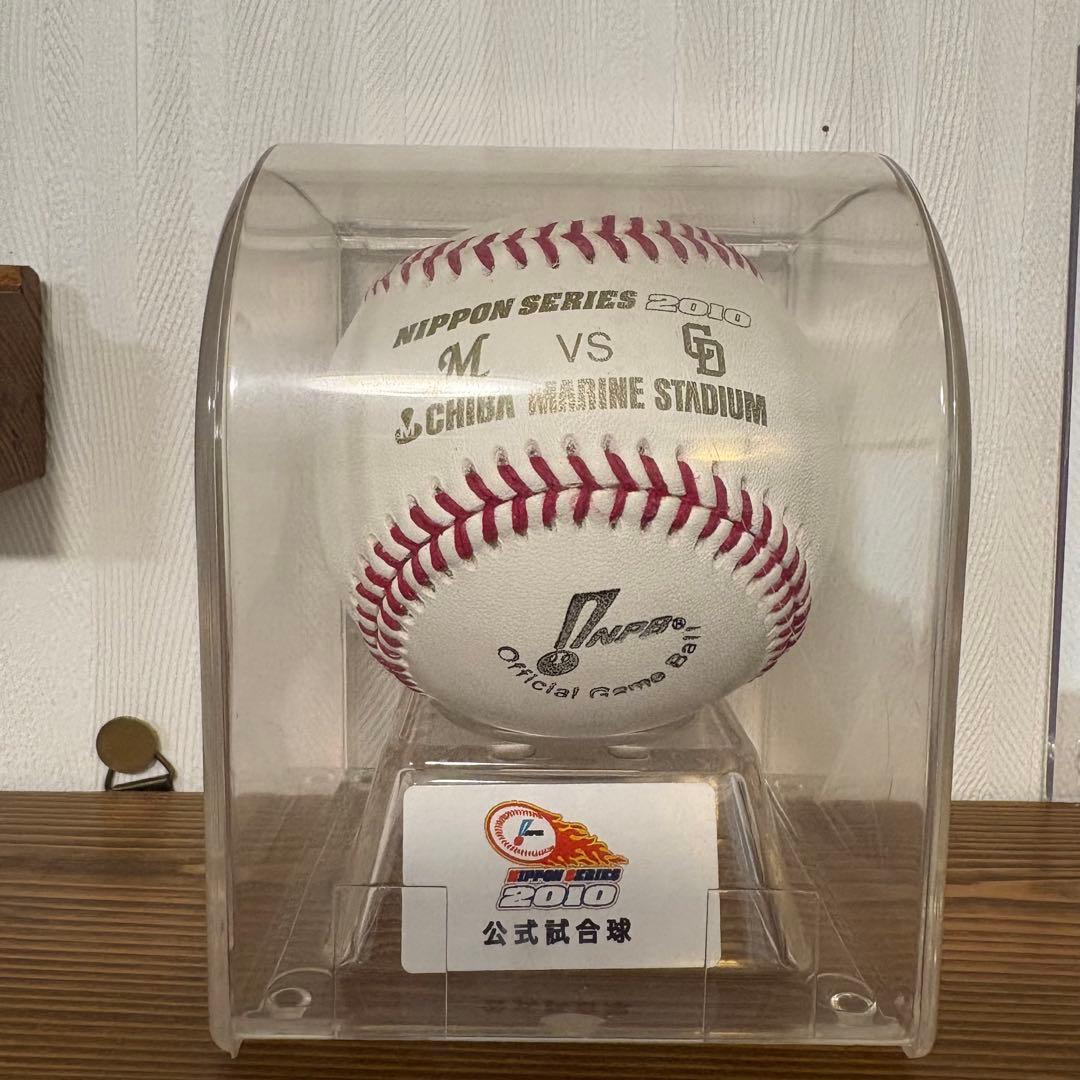 NIPPON SERIES 2010
M VS CD
M CHIBA MARINE STADIUM
NPB®
Official Game Ball
NPB
NIPPON SERIES
2010
公式試合球